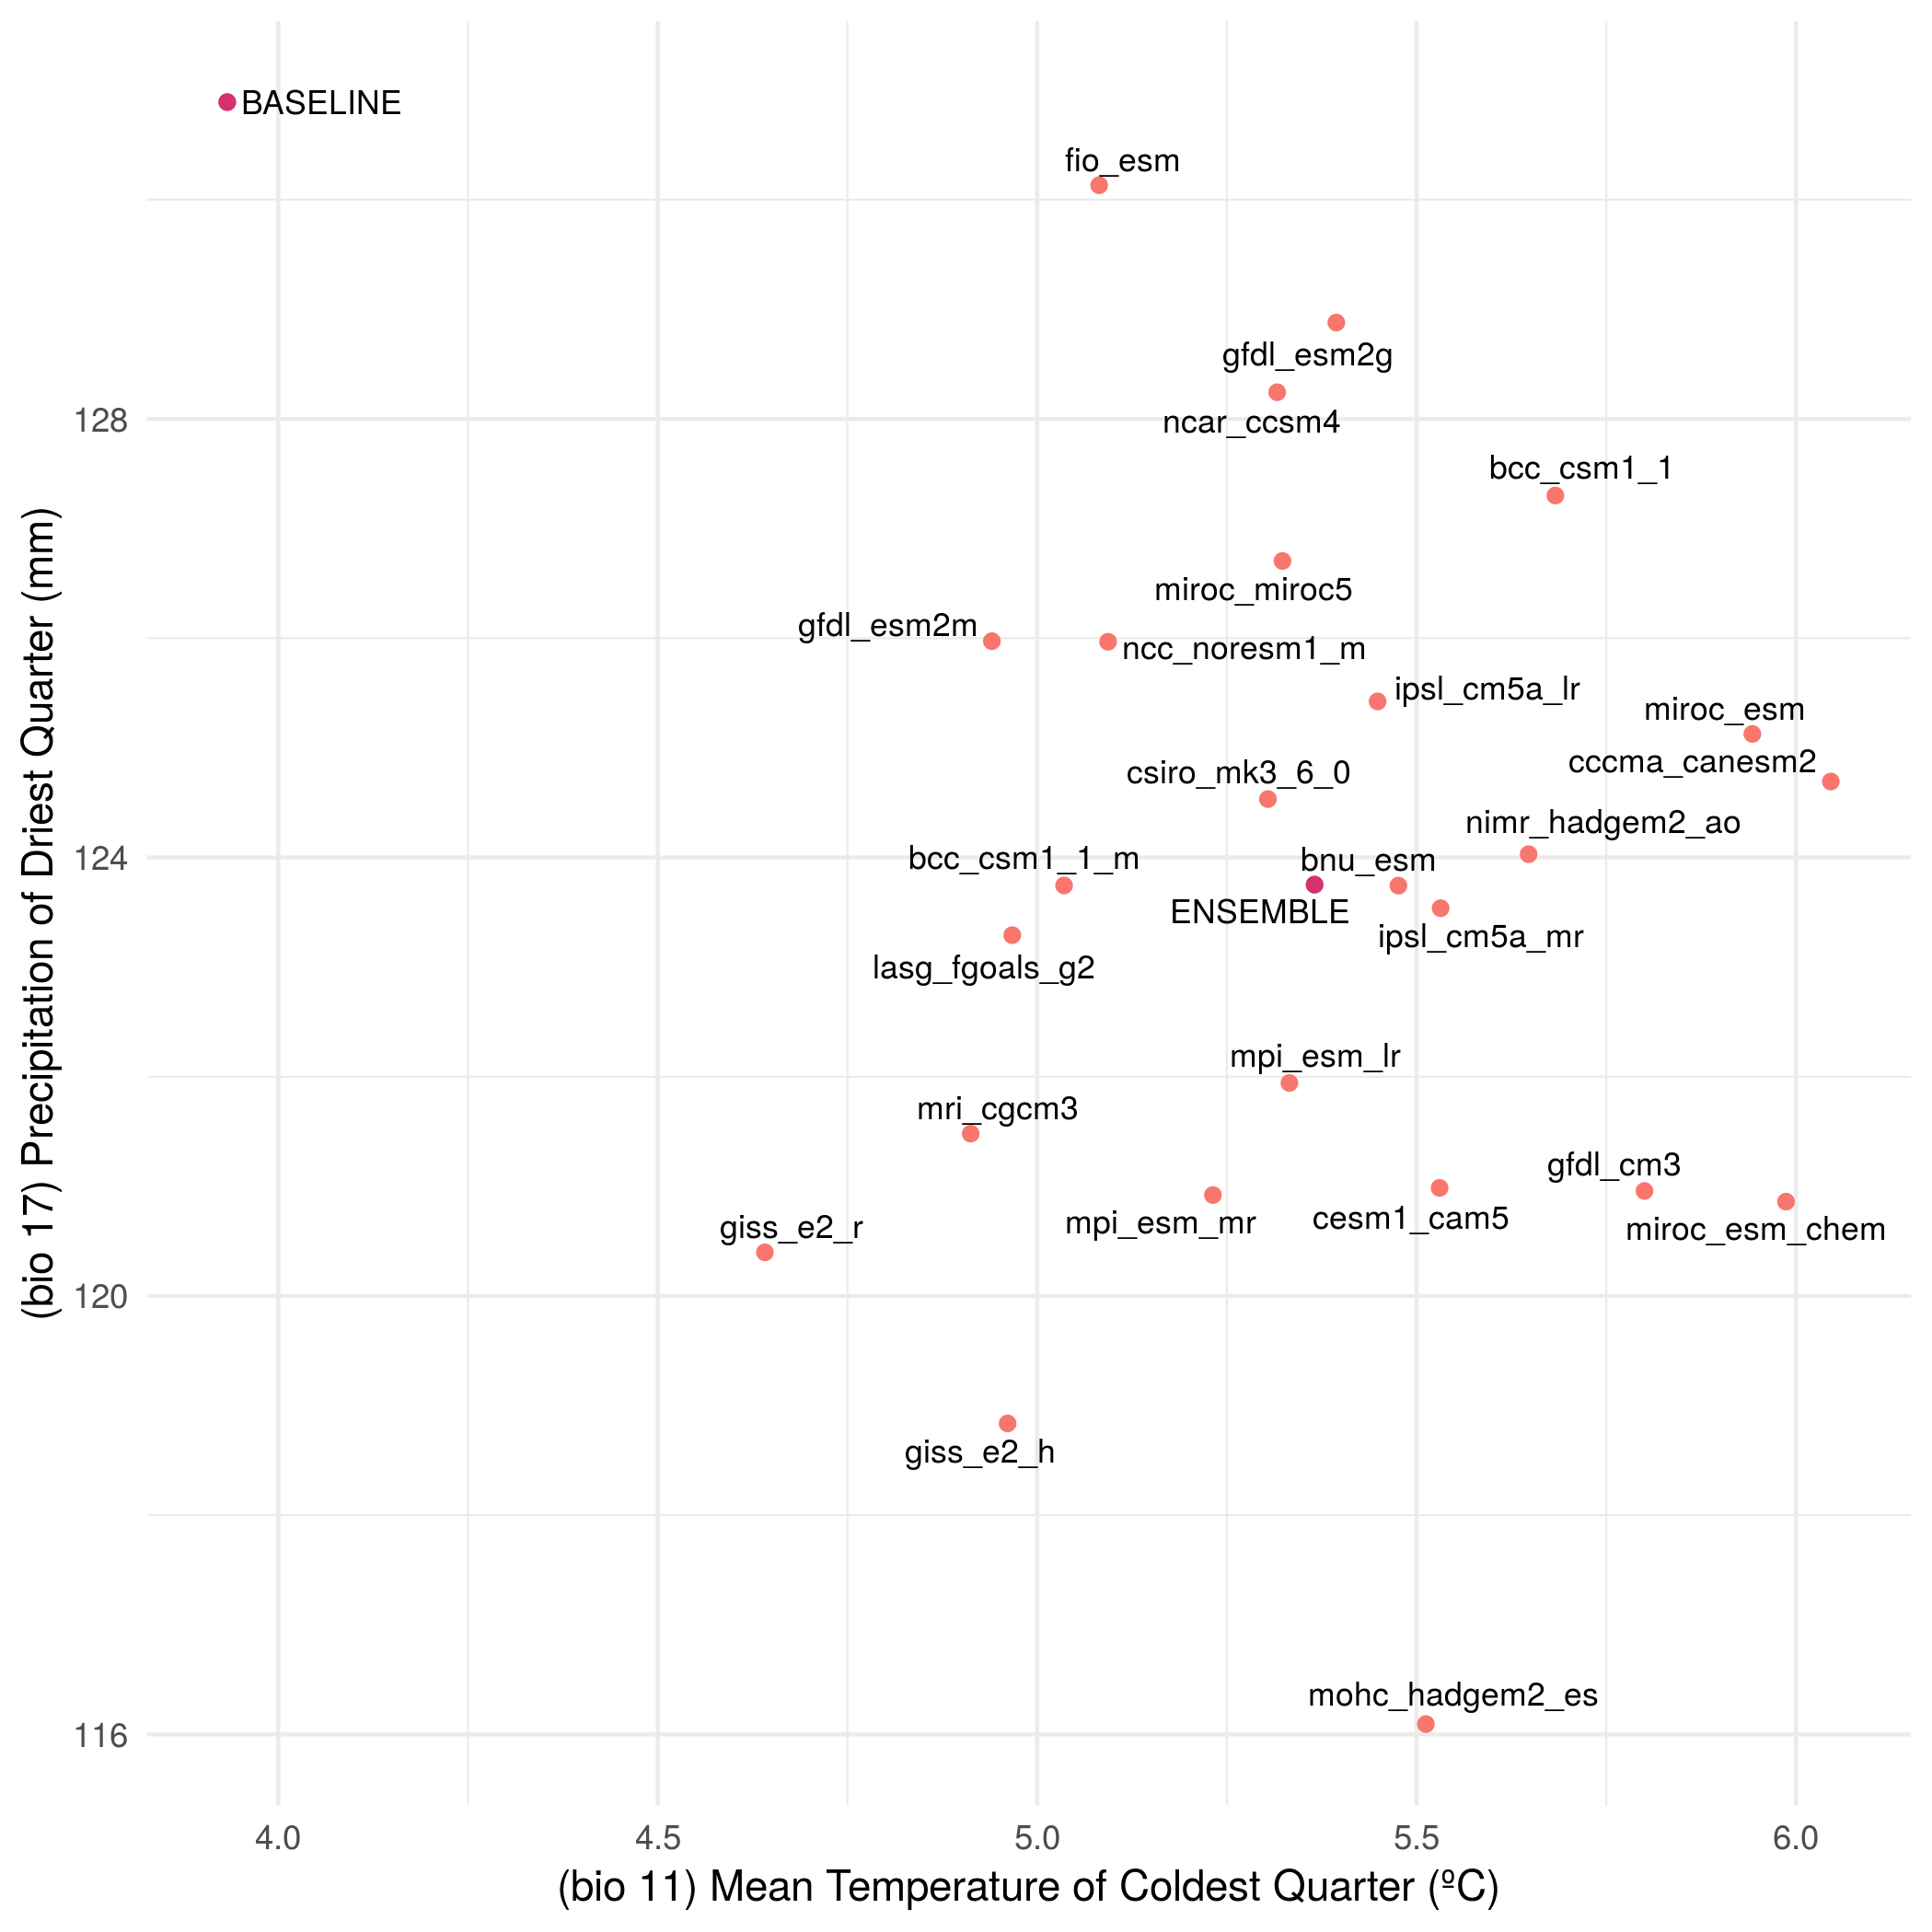 BASELINE
fio_esm
gfdl_esm2g
ncar_ccsm4
128
bcc_csm1_1
miroc_miroc5
gfdl_esm2m
ncc_noresm1_m
ipsl_cm5a_lr
miroc_esm
cccma_canesm2
csiro_mk3_6_0
nimr_hadgem2_ao
124
bcc_csm1_1_m
bnu_esm
ENSEMBLE
ipsl_cm5a_mr
lasg_fgoals_g2
mpi_esm_lr
mri_cgcm3
gfdl_cm3
mpi_esm_mr
cesm1_cam5
miroc_esm_chem
giss_e2_r
120
giss_e2_h
mohc_hadgem2_es
116
4.0 4.5 5.0 5.5 6.0
(bio 11) Mean Temperature of Coldest Quarter (ºC)
(bio 17) Precipitation of Driest Quarter (mm)